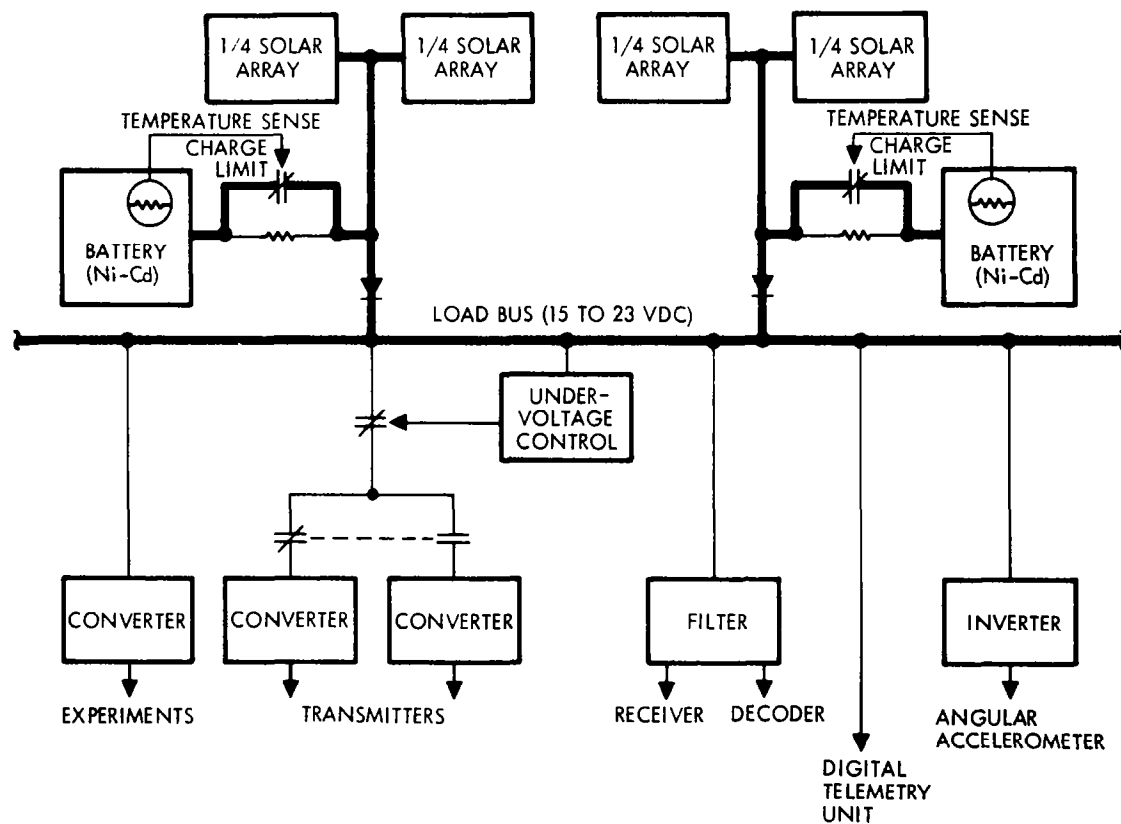 1/4 SOLAR
ARRAY
1/4 SOLAR
ARRAY
1/4 SOLAR
ARRAY
1/4 SOLAR
ARRAY
TEMPERATURE SENSE
CHARGE
LIMIT
BATTERY
(Ni-Cd)
TEMPERATURE SENSE
CHARGE
LIMIT
BATTERY
(Ni-Cd)
LOAD BUS (15 TO 23 VDC)
UNDER-
VOLTAGE
CONTROL
CONVERTER
CONVERTER
CONVERTER
FILTER
INVERTER
EXPERIMENTS
TRANSMITTERS
RECEIVER
DECODER
ANGULAR
ACCELEROMETER
DIGITAL
TELEMETRY
UNIT